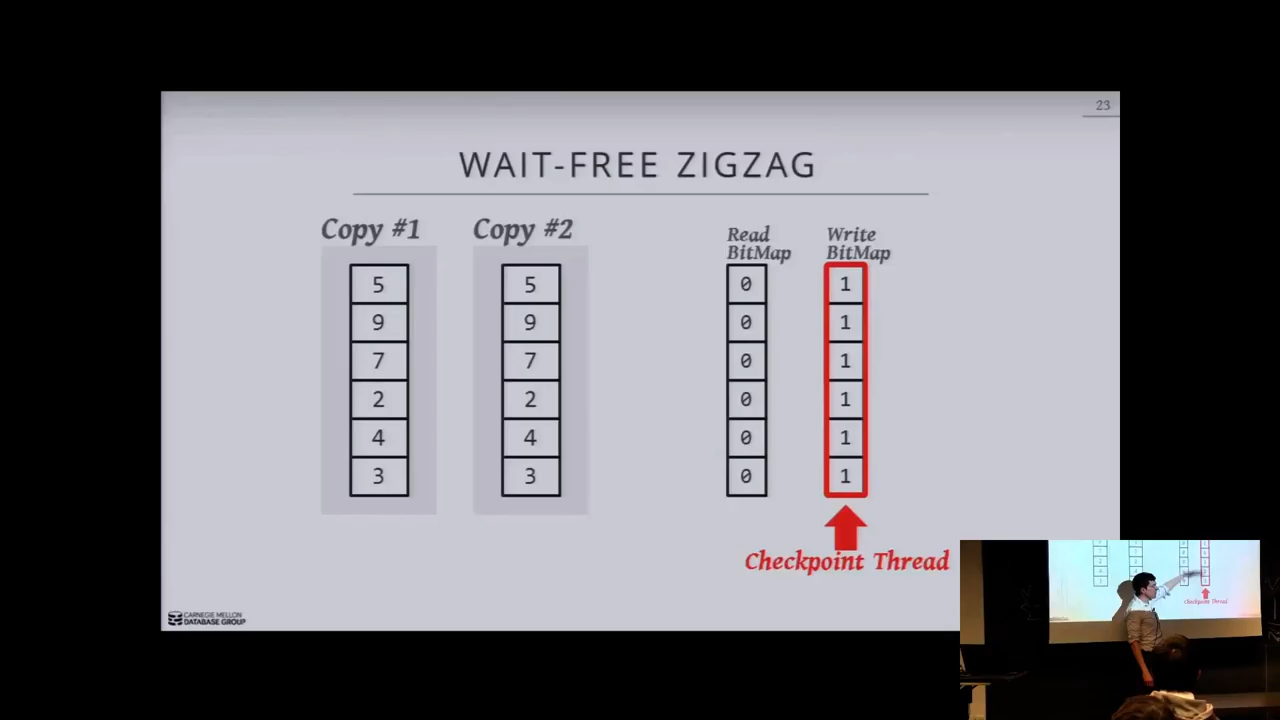 23
WAIT-FREE ZIGZAG
Copy #1 Copy #2 Read BitMap Write BitMap
5 5 0 1
9 9 0 1
7 7 0 1
2 2 0 1
4 4 0 1
3 3 0 1
Checkpoint Thread
CARNEGIE MELLON
DATABASE GROUP
Checkpoint Thread